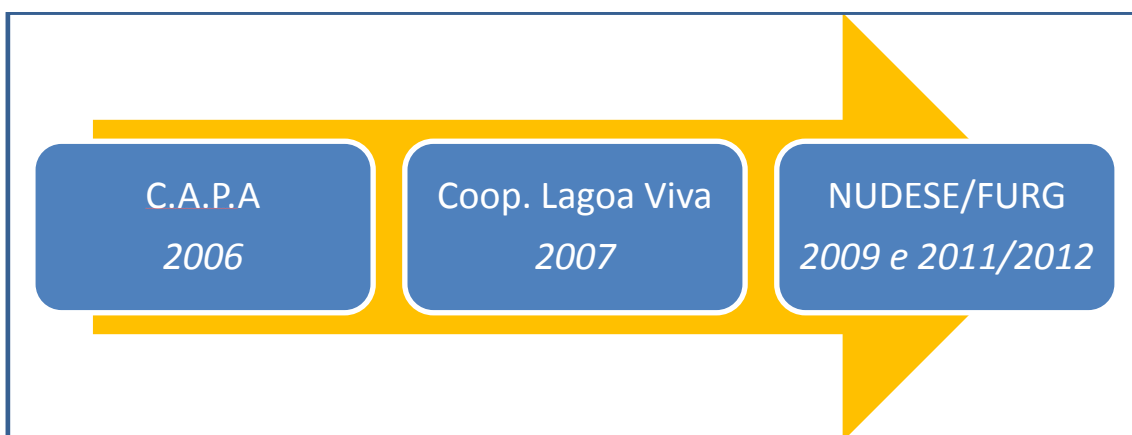 C.A.P.A
2006
Coop. Lagoa Viva
2007
NUDESE/FURG
2009 e 2011/2012